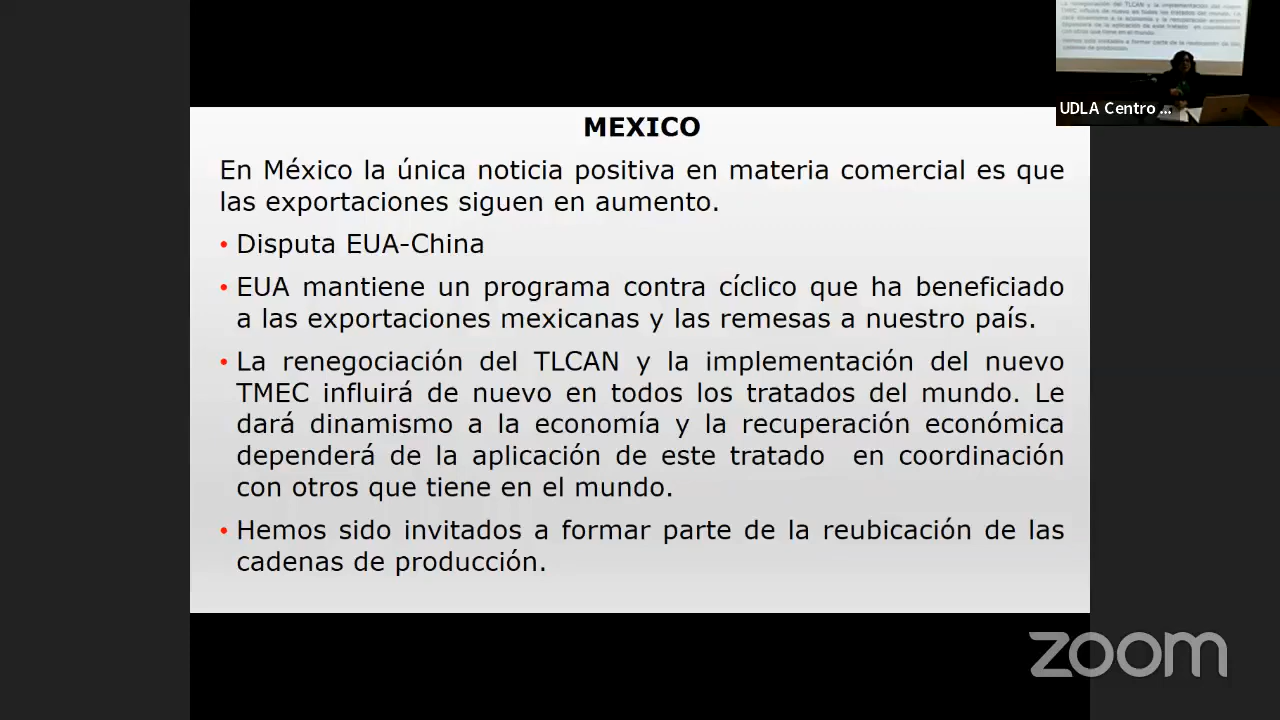 MEXICO
En México la única noticia positiva en materia comercial es que
las exportaciones siguen en aumento.
• Disputa EUA-China
• EUA mantiene un programa contra cíclico que ha beneficiado
a las exportaciones mexicanas y las remesas a nuestro país.
• La renegociación del TLCAN y la implementación del nuevo
TMEC influirá de nuevo en todos los tratados del mundo. Le
dará dinamismo a la economía y la recuperación económica
dependerá de la aplicación de este tratado en coordinación
con otros que tiene en el mundo.
• Hemos sido invitados a formar parte de la reubicación de las
cadenas de producción.
UDLA Centro ...
zoom